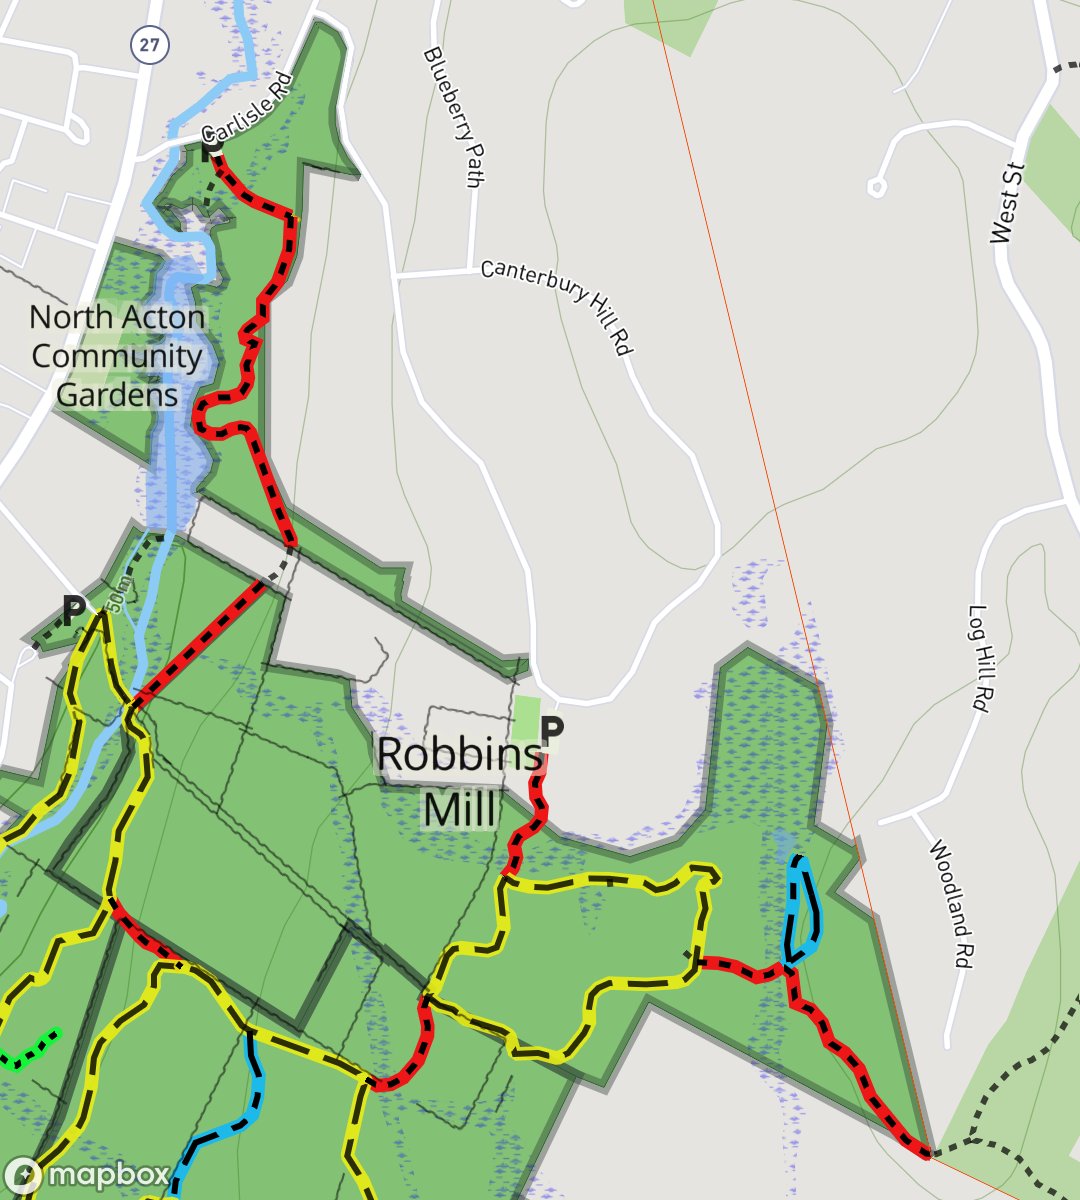 27
Carlisle Rd
P
Blueberry Path
West St
Canterbury Hill Rd
North Acton
Community
Gardens
50 m
P
Log Hill Rd
P
Robbins
Mill
Woodland Rd
mapbox